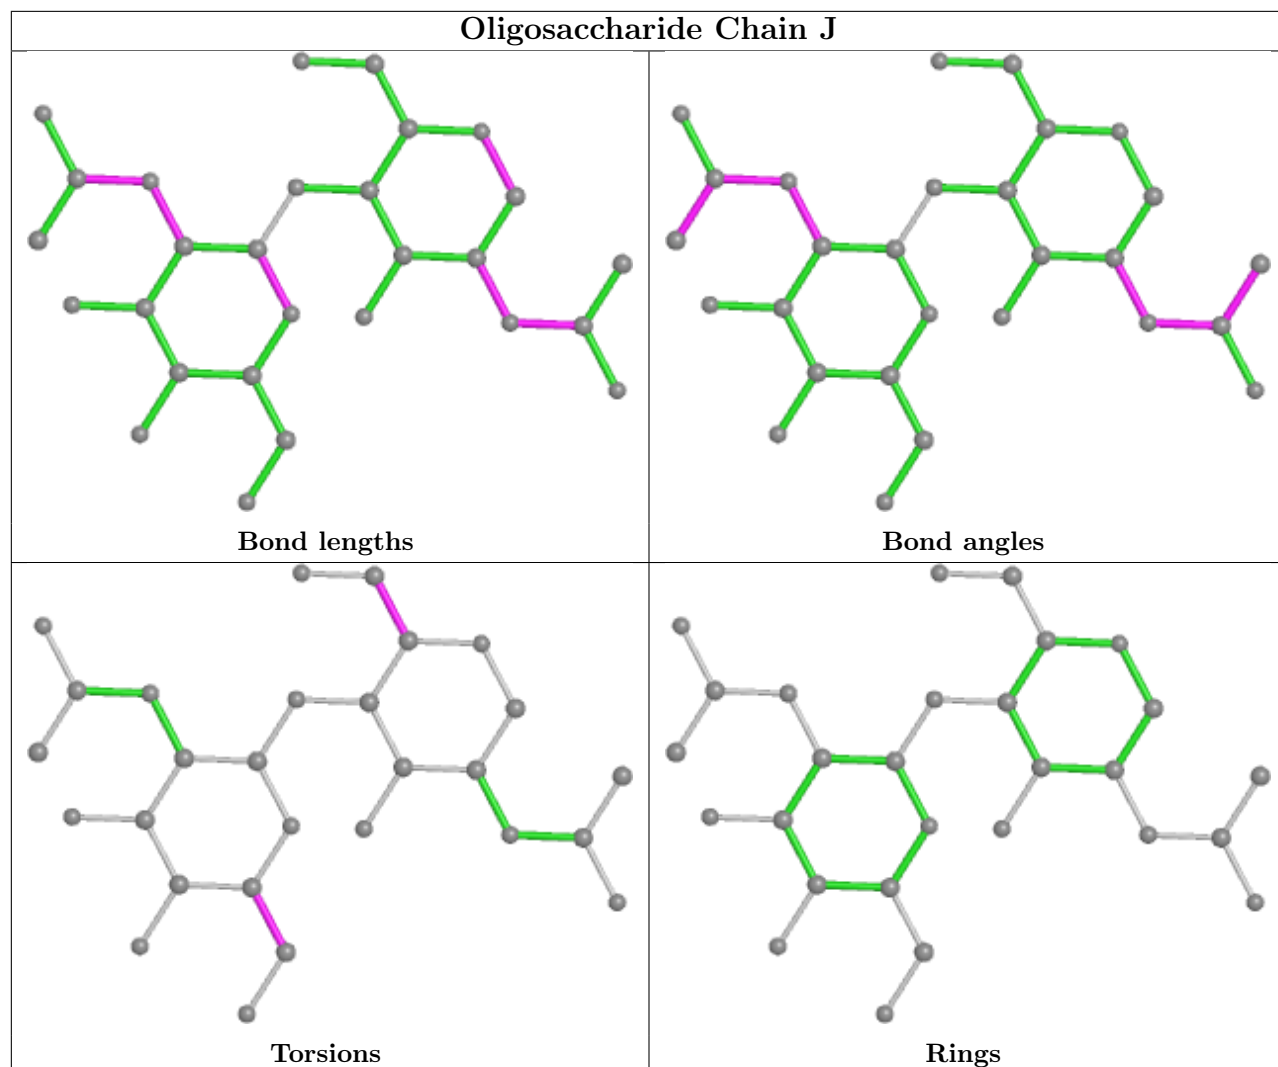 Oligosaccharide Chain J
Bond lengths
Bond angles
Torsions
Rings